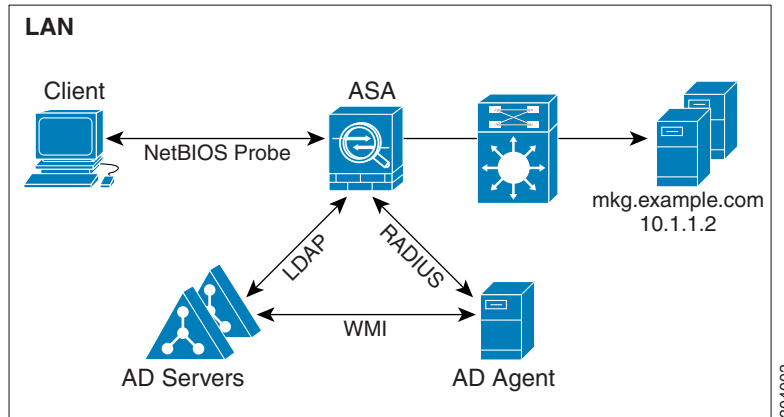 LAN
Client
ASA
NetBIOS Probe
mkg.example.com
10.1.1.2
LDAP
RADIUS
WMI
AD Servers
AD Agent